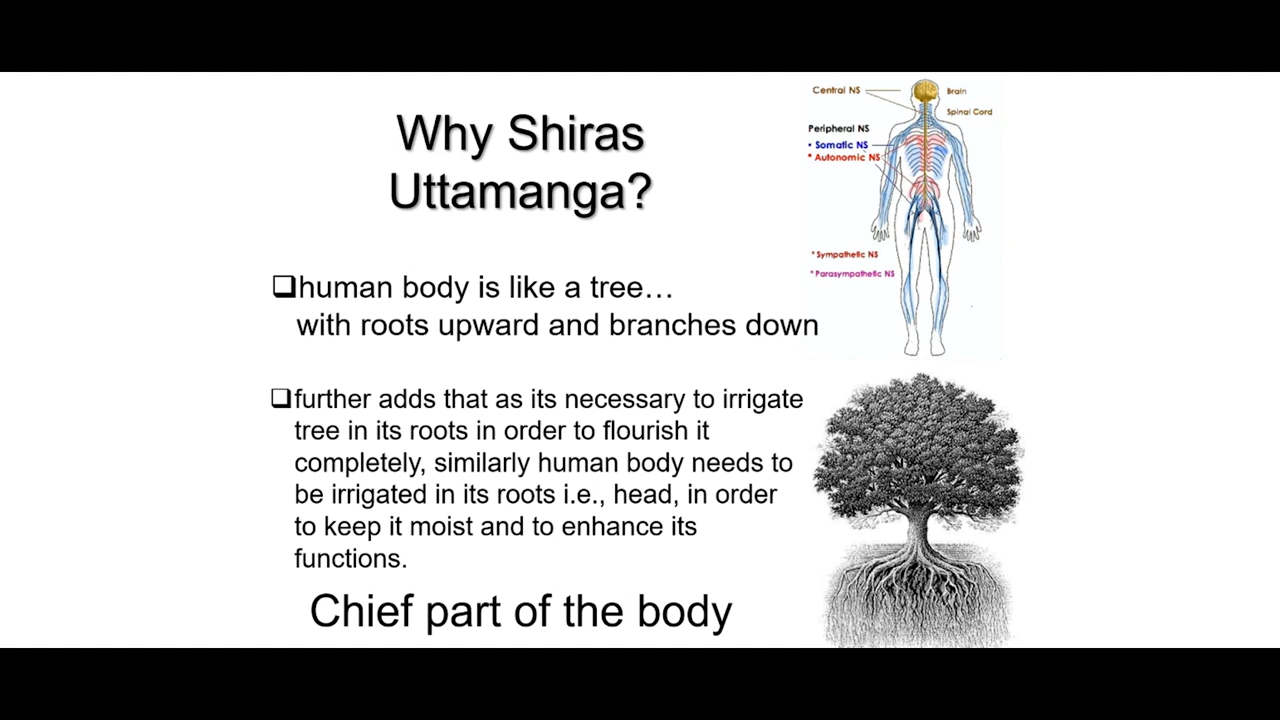 Why Shiras
Uttamanga?
❑human body is like a tree…
with roots upward and branches down
❑further adds that as its necessary to irrigate
tree in its roots in order to flourish it
completely, similarly human body needs to
be irrigated in its roots i.e., head, in order
to keep it moist and to enhance its
functions.
Chief part of the body
Central NS
Brain
Spinal Cord
Peripheral NS
• Somatic NS
* Autonomic NS
* Sympathetic NS
* Parasympathetic NS